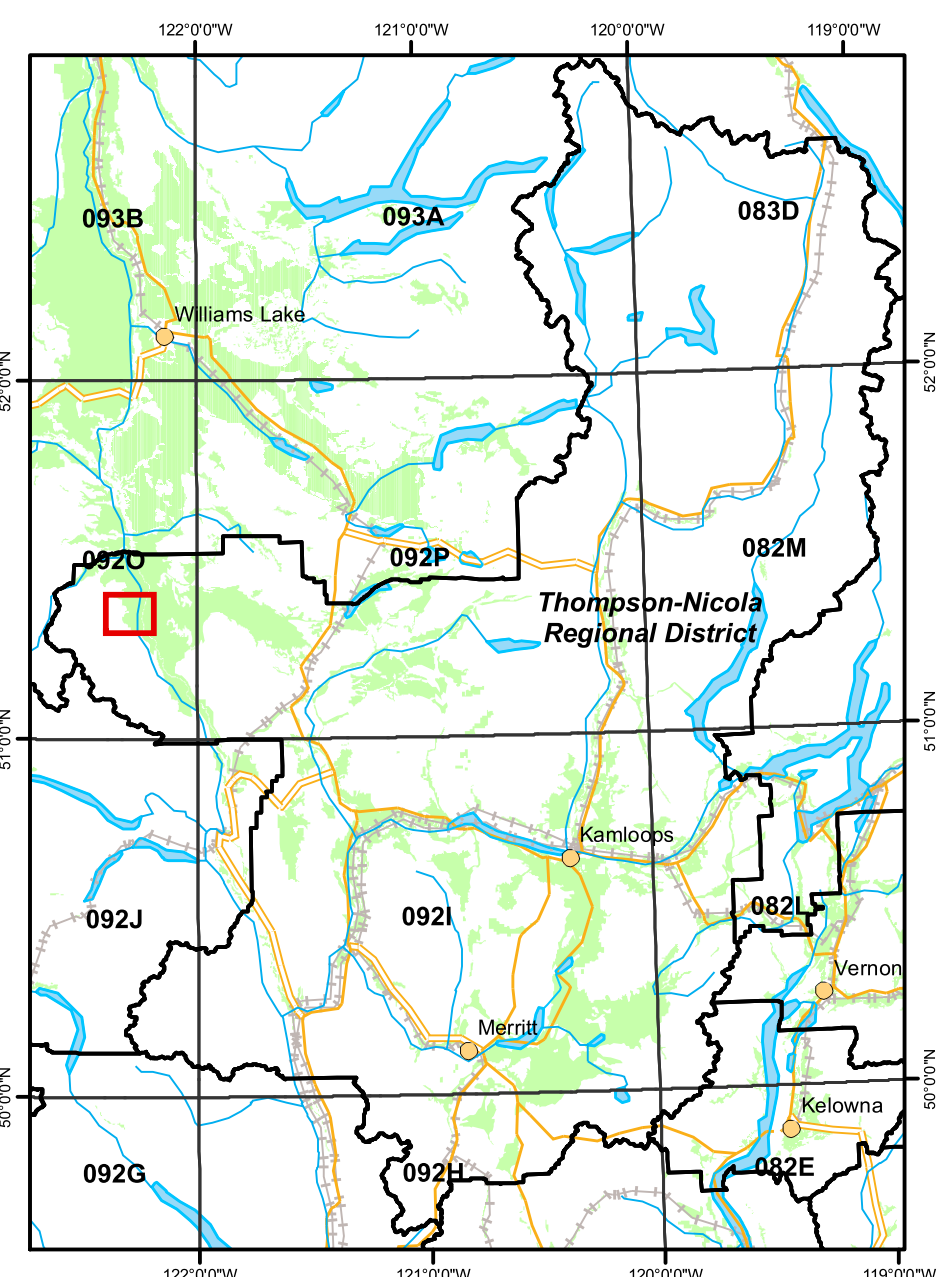 122°0'0"W
121°0'0"W
120°0'0"W
119°0'0"W
093B
093A
083D
Williams Lake
52°0'0"N
52°0'0"N
092O
092P
082M
Thompson-Nicola
Regional District
51°0'0"N
51°0'0"N
Kamloops
092J
092I
082L
Vernon
Merritt
50°0'0"N
50°0'0"N
Kelowna
092G
092H
082E
122°0'0"W
121°0'0"W
120°0'0"W
119°0'0"W